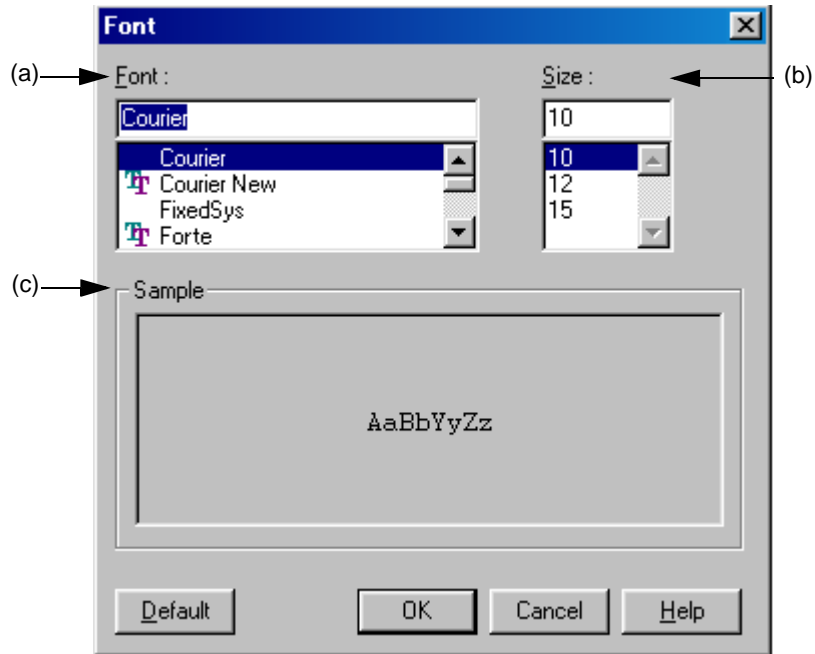 Font
(a) Font : Size : (b)
Courier 10
Courier 10
Courier New 12
FixedSys 15
Forte
(c) Sample
AaBbYyZz
Default OK Cancel Help